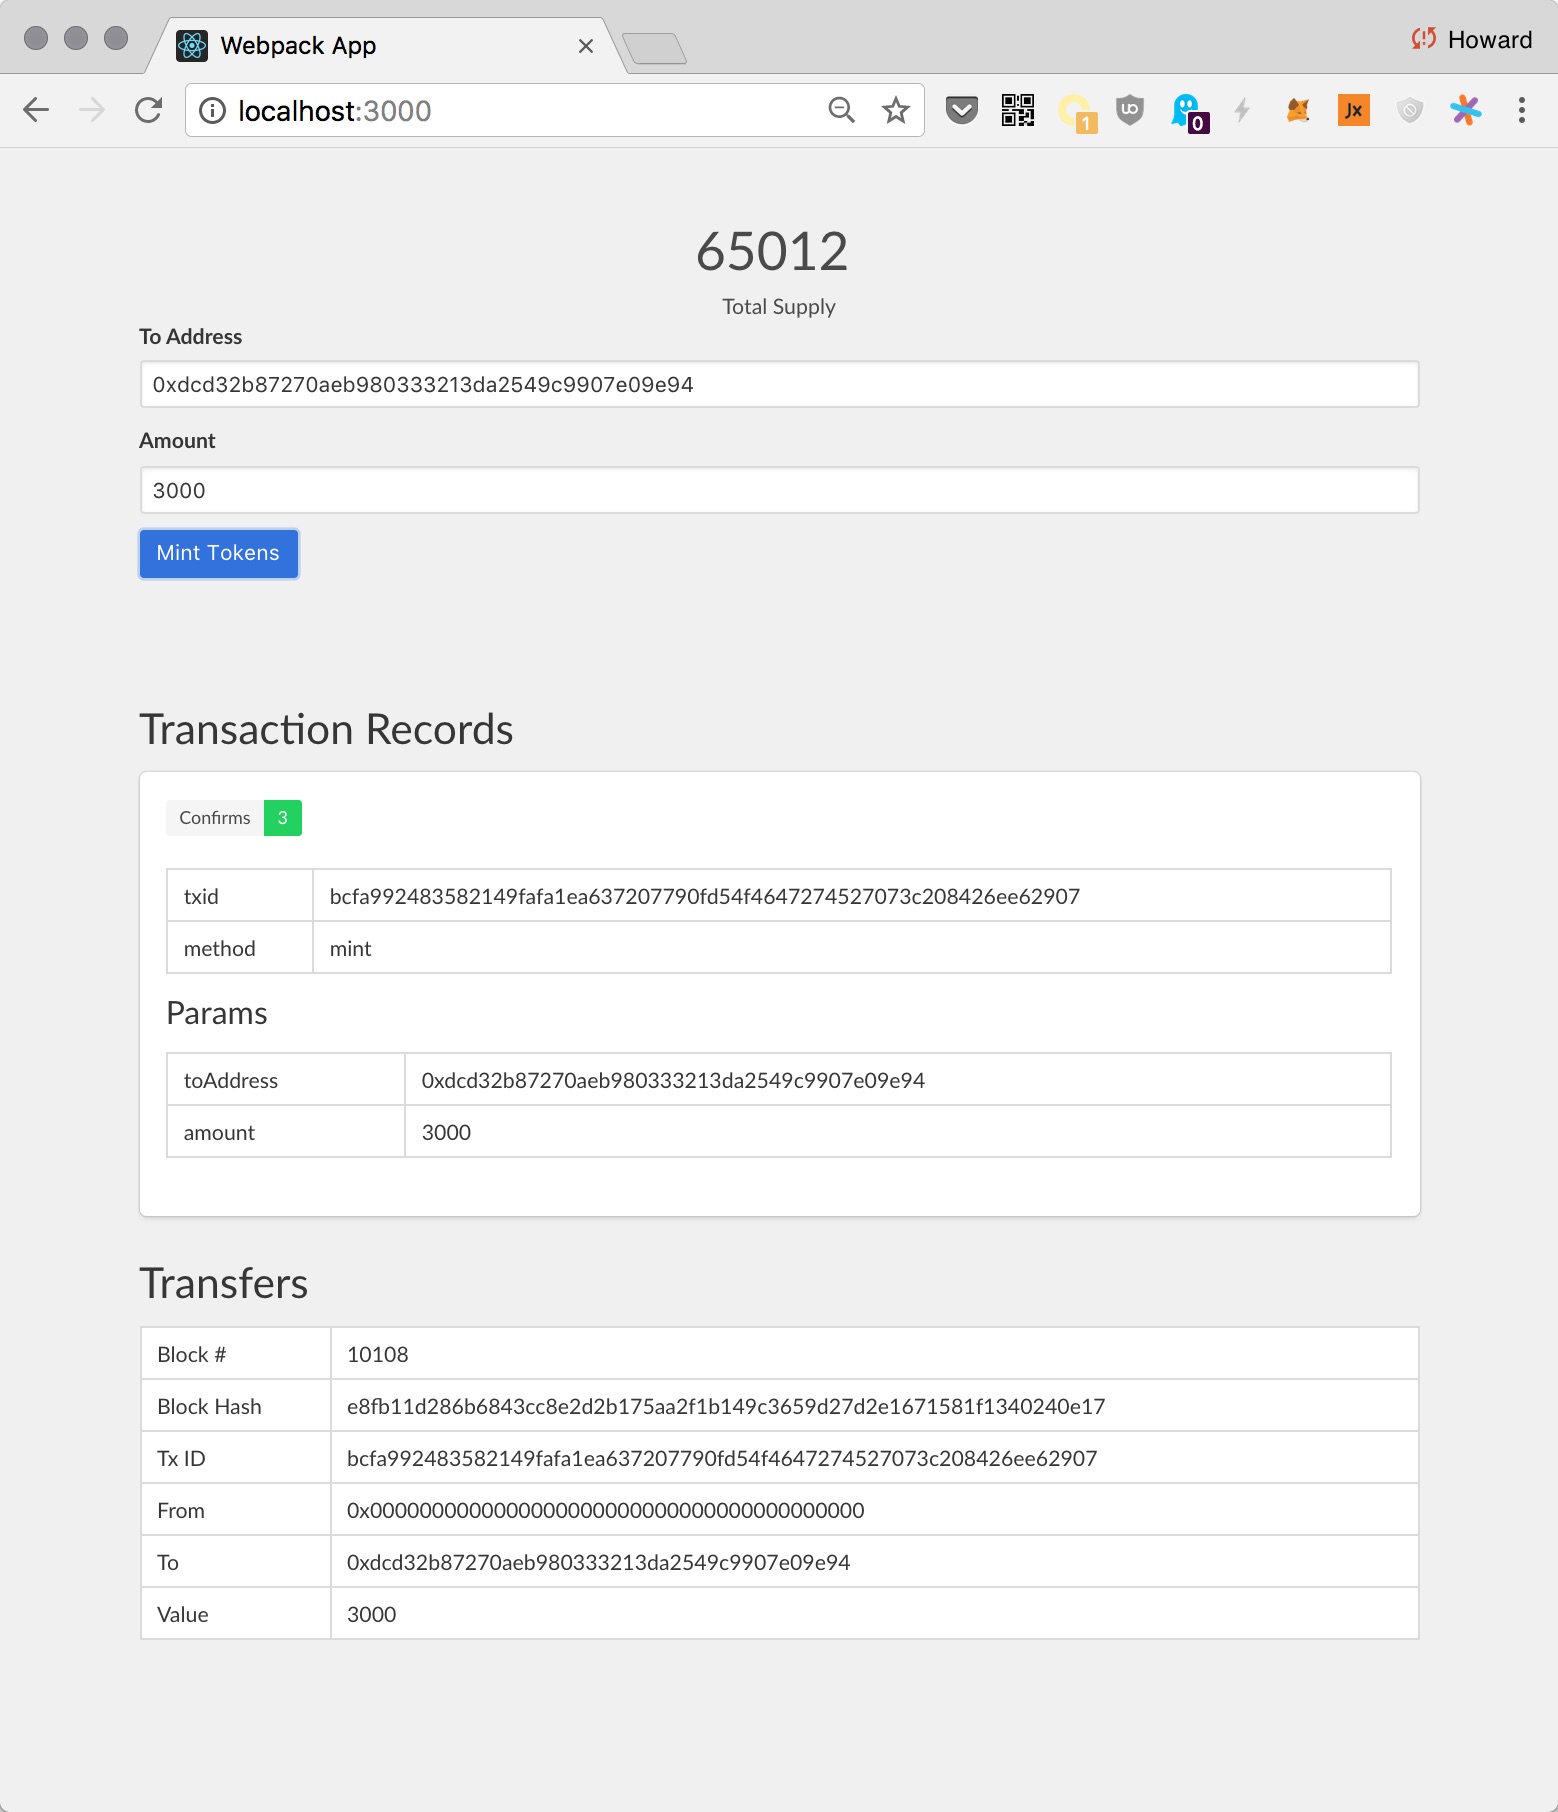 Webpack App
Howard
localhost:3000
1
uo
0
Jx
65012
Total Supply
To Address
0xdcd32b87270aeb980333213da2549c9907e09e94
Amount
3000
Mint Tokens
Transaction Records
Confirms 3
txid bcfa992483582149fafa1ea637207790fd54f4647274527073c208426ee62907
method mint
Params
toAddress 0xdcd32b87270aeb980333213da2549c9907e09e94
amount 3000
Transfers
Block # 10108
Block Hash e8fb11d286b6843cc8e2d2b175aa2f1b149c3659d27d2e1671581f1340240e17
Tx ID bcfa992483582149fafa1ea637207790fd54f4647274527073c208426ee62907
From 0x0000000000000000000000000000000000000000
To 0xdcd32b87270aeb980333213da2549c9907e09e94
Value 3000